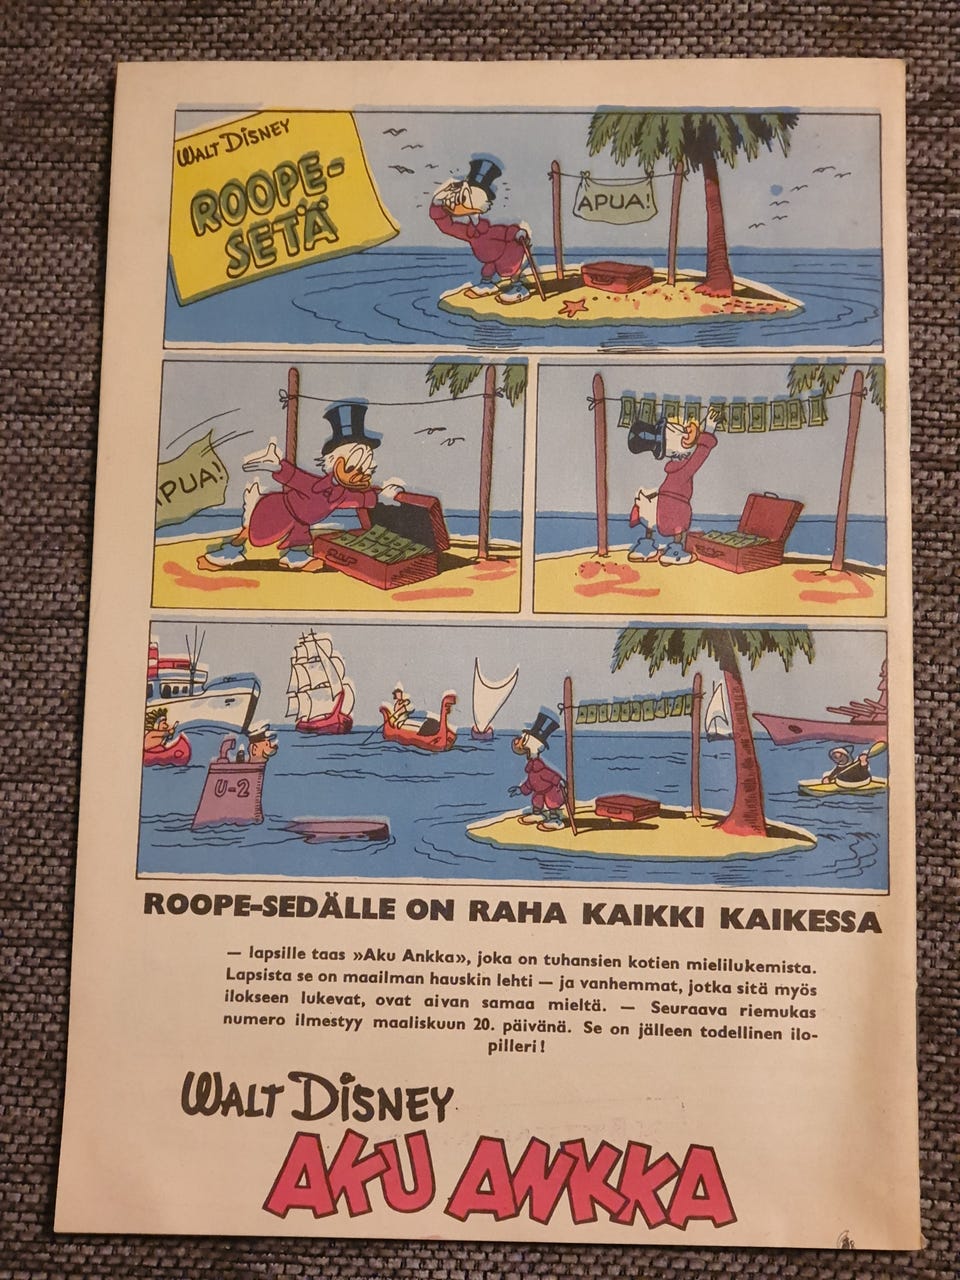 WALT DISNEY
ROOPE-
SETÄ
APUA!
APUA!
U-2
ROOPE-SEDÄLLE ON RAHA KAIKKI KAIKESSA
— lapsille taas »Aku Ankka», joka on tuhansien kotien mielilukemista.
Lapsista se on maailman hauskin lehti — ja vanhemmat, jotka sitä myös
ilokseen lukevat, ovat aivan samaa mieltä. — Seuraava riemukas
numero ilmestyy maaliskuun 20. päivänä. Se on jälleen todellinen ilo-
pilleri!
WALT DISNEY
AKU ANKKA